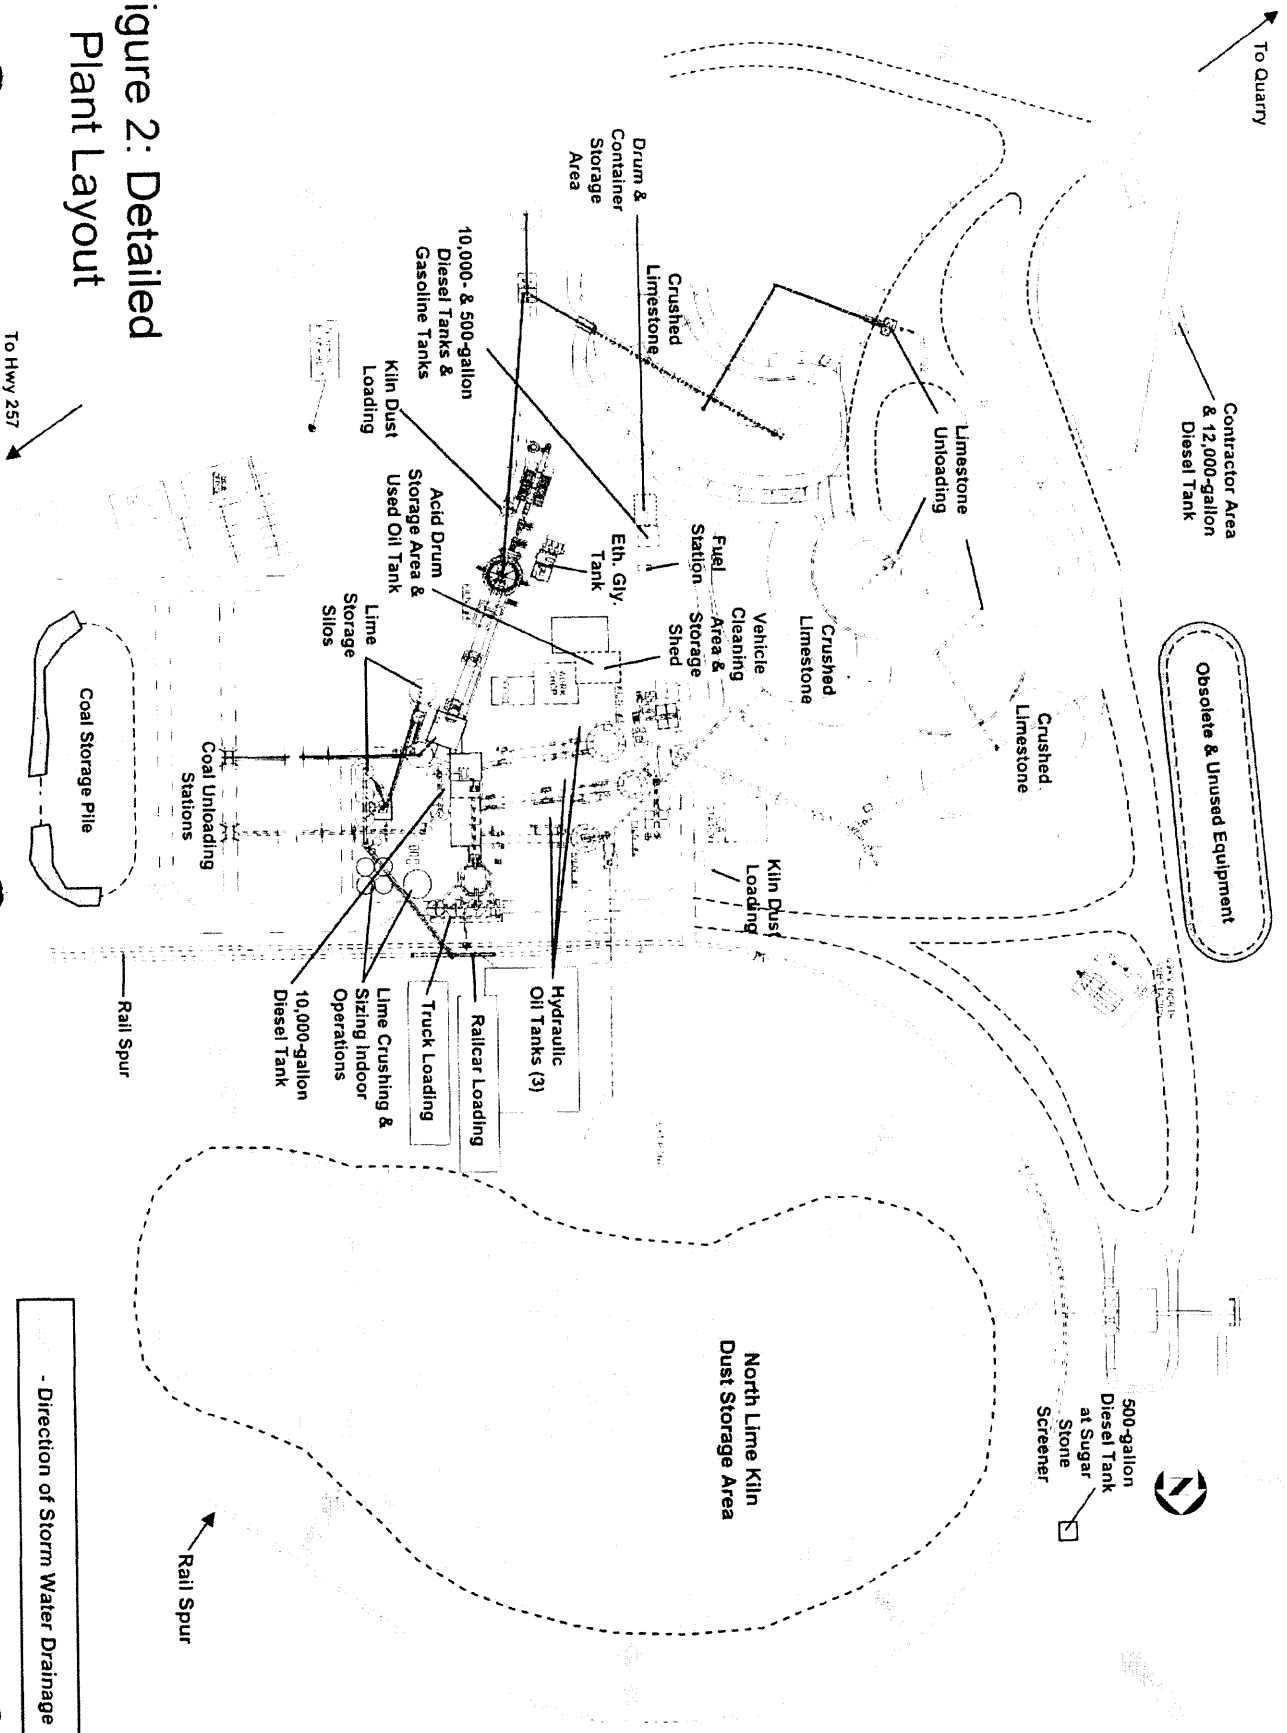 To Quarry
Contractor Area
& 12,000-gallon
Diesel Tank
Obsolete & Unused Equipment
500-gallon
Diesel Tank
at Sugar
Stone
Screener
N
Limestone
Unloading
Crushed
Limestone
Crushed
Limestone
Crushed
Limestone
Drum &
Container
Storage
Area
10,000- & 500-gallon
Diesel Tanks &
Gasoline Tanks
Kiln Dust
Loading
Fuel
Station
Vehicle
Cleaning
Area &
Storage
Shed
Eth. Gly.
Tank
Acid Drum
Storage Area &
Used Oil Tank
WORK
SHOP
Lime
Storage
Silos
Kiln Dust
Loading
Hydraulic
Oil Tanks (3)
Railcar Loading
Truck Loading
Lime Crushing &
Sizing Indoor
Operations
10,000-gallon
Diesel Tank
Coal Unloading
Stations
Coal Storage Pile
Rail Spur
North Lime Kiln
Dust Storage Area
Rail Spur
igure 2: Detailed
Plant Layout
To Hwy 257
- Direction of Storm Water Drainage